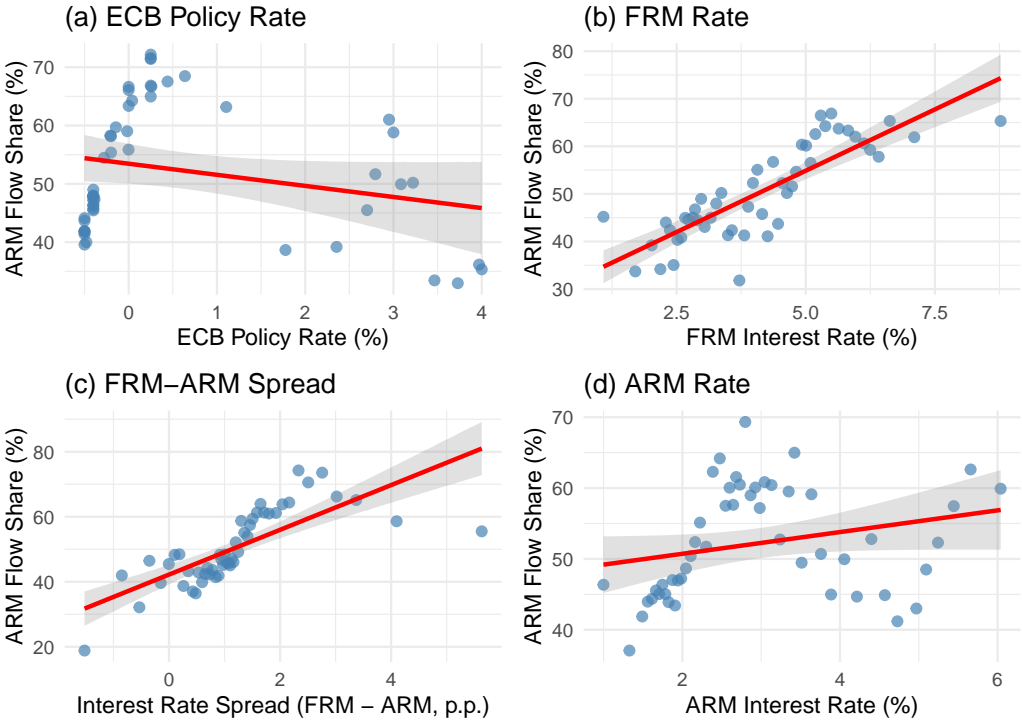 (a) ECB Policy Rate
ARM Flow Share (%)
70
60
50
40
0
1
2
3
4
ECB Policy Rate (%)
(b) FRM Rate
ARM Flow Share (%)
80
70
60
50
40
30
2.5
5.0
7.5
FRM Interest Rate (%)
(c) FRM−ARM Spread
ARM Flow Share (%)
80
60
40
20
0
2
4
Interest Rate Spread (FRM − ARM, p.p.)
(d) ARM Rate
ARM Flow Share (%)
70
60
50
40
2
4
6
ARM Interest Rate (%)